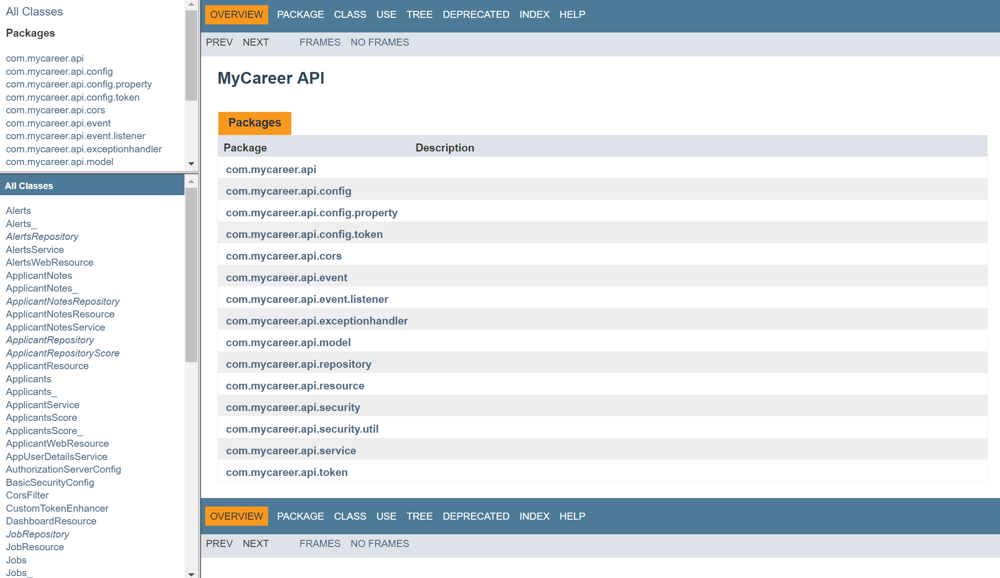 All Classes
Packages
com.mycareer.api
com.mycareer.api.config
com.mycareer.api.config.property
com.mycareer.api.config.token
com.mycareer.api.cors
com.mycareer.api.event
com.mycareer.api.event.listener
com.mycareer.api.exceptionhandler
com.mycareer.api.model
All Classes
Alerts
Alerts_
AlertsRepository
AlertsService
AlertsWebResource
ApplicantNotes
ApplicantNotes_
ApplicantNotesRepository
ApplicantNotesResource
ApplicantNotesService
ApplicantRepository
ApplicantRepositoryScore
ApplicantResource
Applicants
Applicants_
ApplicantService
ApplicantsScore
ApplicantsScore_
ApplicantWebResource
AppUserDetailsService
AuthorizationServerConfig
BasicSecurityConfig
CorsFilter
CustomTokenEnhancer
DashboardResource
JobRepository
JobResource
Jobs
Jobs_
OVERVIEW PACKAGE CLASS USE TREE DEPRECATED INDEX HELP
PREV NEXT FRAMES NO FRAMES
MyCareer API
Packages
Package Description
com.mycareer.api
com.mycareer.api.config
com.mycareer.api.config.property
com.mycareer.api.config.token
com.mycareer.api.cors
com.mycareer.api.event
com.mycareer.api.event.listener
com.mycareer.api.exceptionhandler
com.mycareer.api.model
com.mycareer.api.repository
com.mycareer.api.resource
com.mycareer.api.security
com.mycareer.api.security.util
com.mycareer.api.service
com.mycareer.api.token
OVERVIEW PACKAGE CLASS USE TREE DEPRECATED INDEX HELP
PREV NEXT FRAMES NO FRAMES